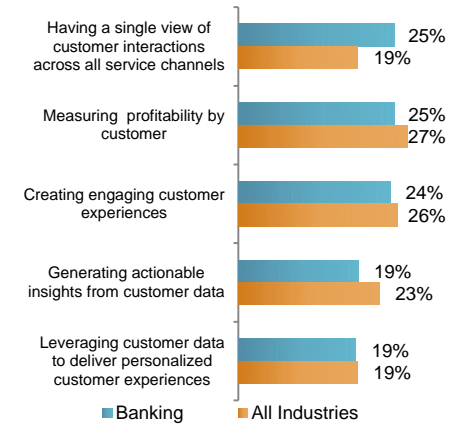 Having a single view of
customer interactions
across all service channels
25%
19%
Measuring profitability by
customer
25%
27%
Creating engaging customer
experiences
24%
26%
Generating actionable
insights from customer data
19%
23%
Leveraging customer data
to deliver personalized
customer experiences
19%
19%
Banking
All Industries